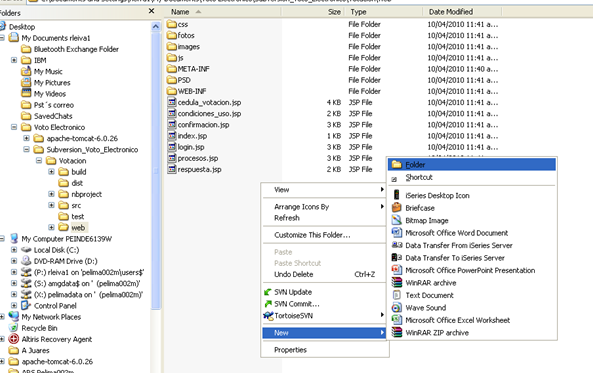 Folders
Name
Size
Type
Date Modified
Desktop
My Documents rleiva1
Bluetooth Exchange Folder
IBM
My Music
My Pictures
My Videos
Pst´s correo
SavedChats
Voto Electronico
apache-tomcat-6.0.26
Subversion_Voto_Electronico
Votacion
build
dist
nbproject
src
test
web
My Computer PEINDE6139W
Local Disk (C:)
DVD-RAM Drive (D:)
(P:) rleiva1 on 'pelima002m\users$'
(S:) amgdata$ on ' (pelima002m)'
(X:) pelimadata on ' (pelima002m)'
Control Panel
My Network Places
Recycle Bin
Altiris Recovery Agent
A Juares
apache-tomcat-6.0.26
css File Folder 10/04/2010 11:41 a...
fotos File Folder 10/04/2010 11:41 a...
images File Folder 10/04/2010 11:41 a...
js File Folder 10/04/2010 11:41 a...
META-INF File Folder 10/04/2010 11:40 a...
PSD File Folder 10/04/2010 11:41 a...
WEB-INF File Folder 10/04/2010 11:41 a...
cedula_votacion.jsp 4 KB JSP File 10/04/2010 11:41 a...
condiciones_uso.jsp 2 KB JSP File 10/04/2010 11:41 a...
confirmacion.jsp 3 KB JSP File 10/04/2010 11:41 a...
index.jsp 1 KB JSP File 10/04/2010 11:41 a...
login.jsp 3 KB JSP File 10/04/2010 11:41 a...
procesos.jsp 3 KB JSP File 10/04/2010 11:41 a...
respuesta.jsp 2 KB JSP File 10/04/2010 11:41 a...
View
Arrange Icons By
Refresh
Customize This Folder...
Paste
Paste Shortcut
Undo Delete Ctrl+Z
SVN Update
SVN Commit...
TortoiseSVN
New
Properties
Folder
Shortcut
iSeries Desktop Icon
Briefcase
Bitmap Image
Microsoft Office Word Document
Data Transfer From iSeries Server
Data Transfer To iSeries Server
Microsoft Office PowerPoint Presentation
WinRAR archive
Text Document
Wave Sound
Microsoft Office Excel Worksheet
WinRAR ZIP archive